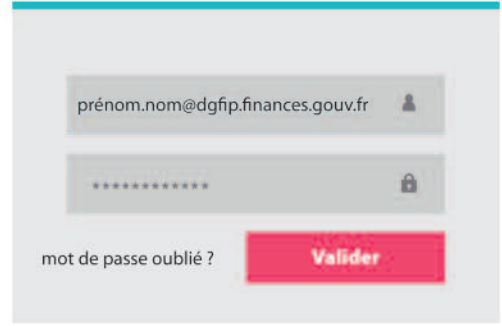 prénom.nom@dgfip.finances.gouv.fr
************
mot de passe oublié ?
Valider